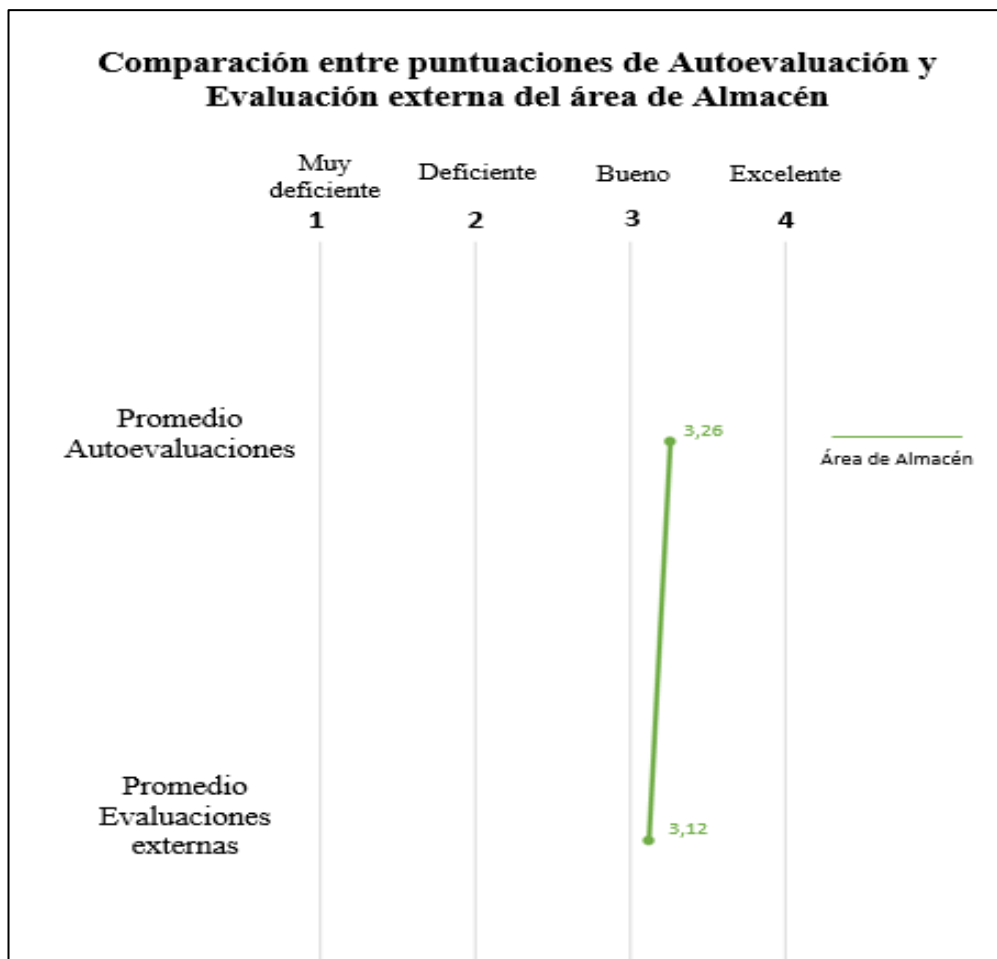 Comparación entre puntuaciones de Autoevaluación y
Evaluación externa del área de Almacén
Muy
deficiente
Deficiente
Bueno
Excelente
1
2
3
4
Promedio
Autoevaluaciones
3,26
Área de Almacén
Promedio
Evaluaciones
externas
3,12